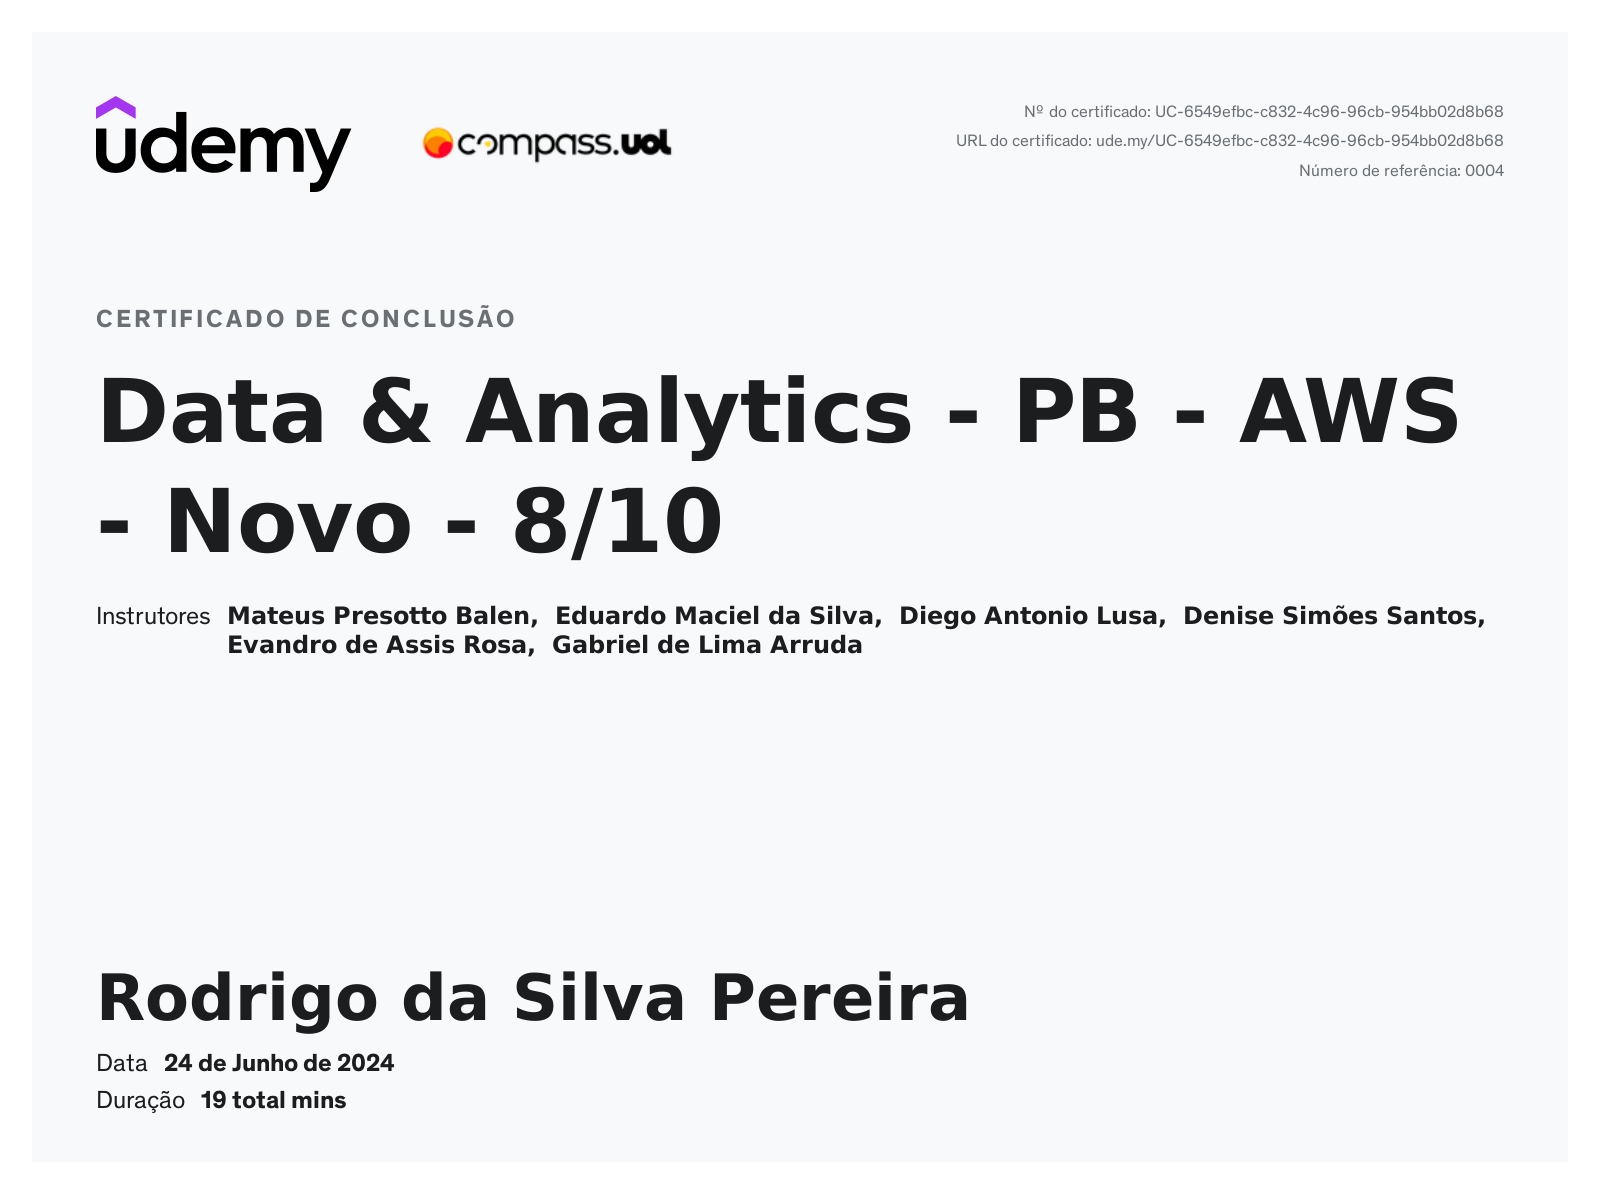 udemy
compass.uol
Nº do certificado: UC-6549efbc-c832-4c96-96cb-954bb02d8b68
URL do certificado: ude.my/UC-6549efbc-c832-4c96-96cb-954bb02d8b68
Número de referência: 0004
CERTIFICADO DE CONCLUSÃO
Data & Analytics - PB - AWS
- Novo - 8/10
Instrutores Mateus Presotto Balen, Eduardo Maciel da Silva, Diego Antonio Lusa, Denise Simões Santos,
Evandro de Assis Rosa, Gabriel de Lima Arruda
Rodrigo da Silva Pereira
Data 24 de Junho de 2024
Duração 19 total mins